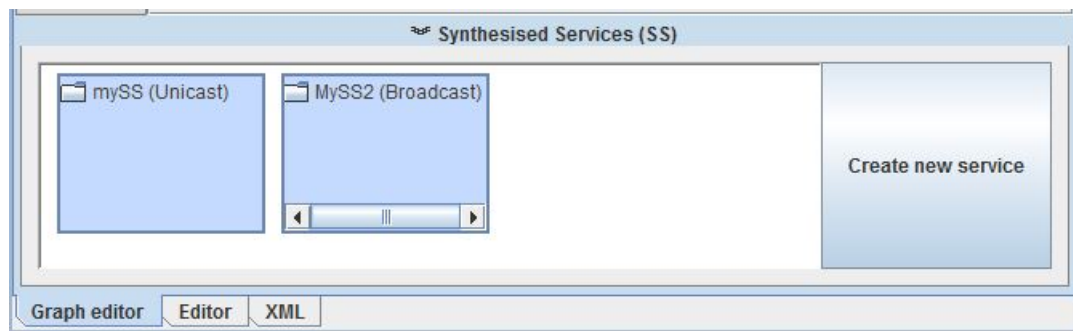 Synthesised Services (SS)
mySS (Unicast)
MySS2 (Broadcast)
Create new service
Graph editor
Editor
XML